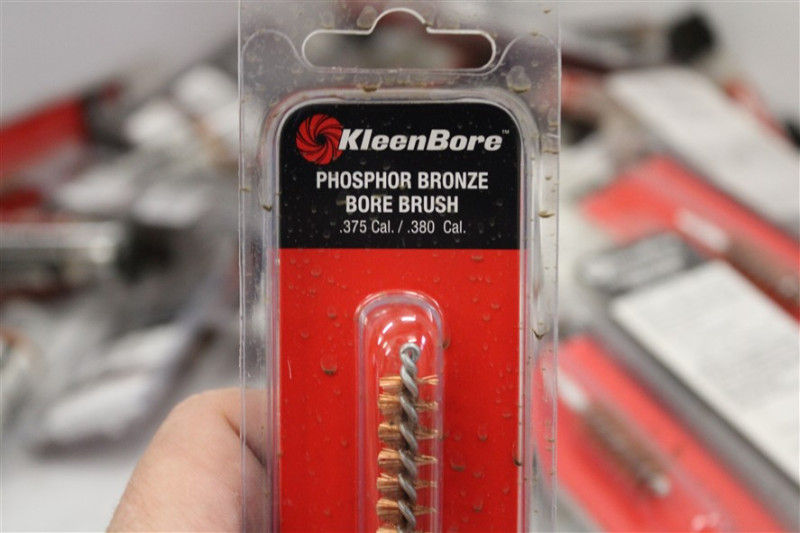 KleenBore™
PHOSPHOR BRONZE
BORE BRUSH
.375 Cal. / .380 Cal.